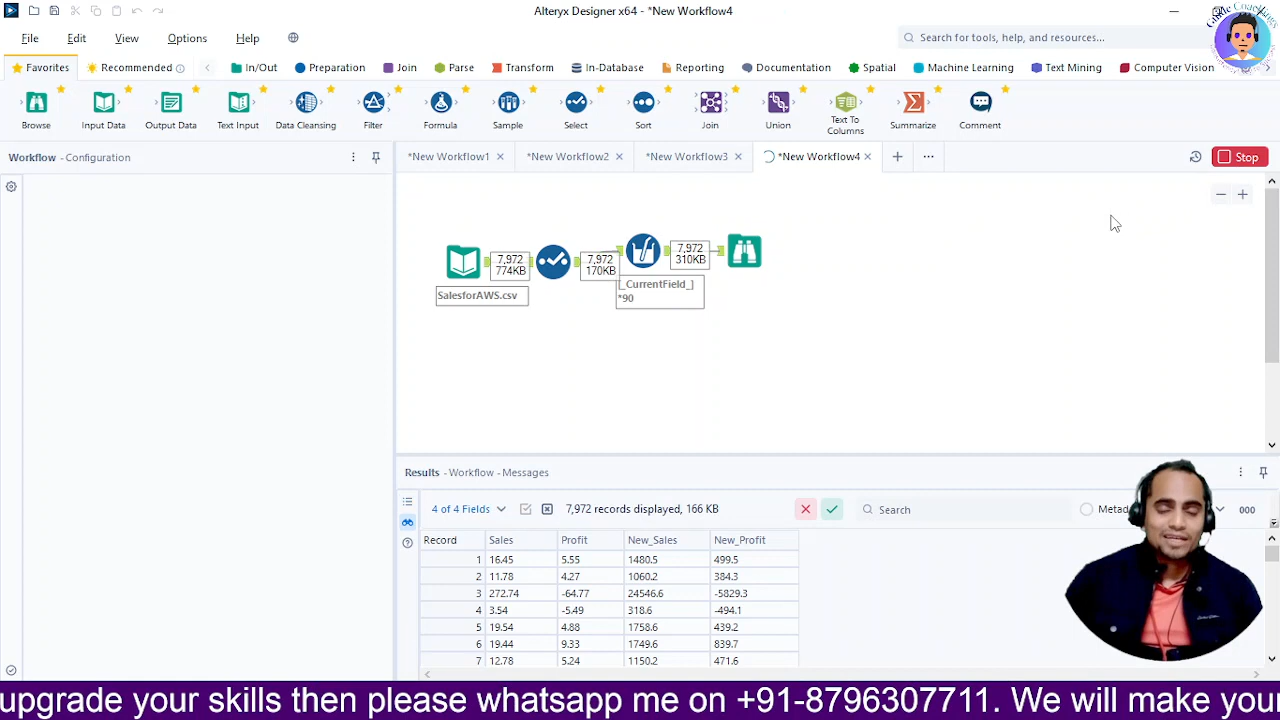 Alteryx Designer x64 - *New Workflow4
File Edit View Options Help
Search for tools, help, and resources...
Favorites Recommended In/Out Preparation Join Parse Transform In-Database Reporting Documentation Spatial Machine Learning Text Mining Computer Vision
Browse Input Data Output Data Text Input Data Cleansing Filter Formula Sample Select Sort Join Union Text To Columns Summarize Comment
Workflow - Configuration
*New Workflow1 *New Workflow2 *New Workflow3 *New Workflow4 Stop
7,972 7,972 7,972
774KB 170KB 310KB
SalesforAWS.csv
[_CurrentField_]
*90
Results - Workflow - Messages
4 of 4 Fields 7,972 records displayed, 166 KB Search Metad 000
Record Sales Profit New_Sales New_Profit
1 16.45 5.55 1480.5 499.5
2 11.78 4.27 1060.2 384.3
3 272.74 -64.77 24546.6 -5829.3
4 3.54 -5.49 318.6 -494.1
5 19.54 4.88 1758.6 439.2
6 19.44 9.33 1749.6 839.7
7 12.78 5.24 1150.2 471.6
upgrade your skills then please whatsapp me on +91-8796307711. We will make your